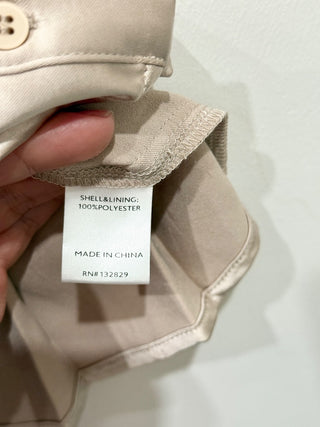 SHELL&LINING:
100%POLYESTER
MADE IN CHINA
RN#132829